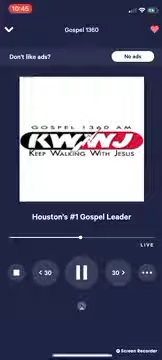 10:45
Gospel 1360
Don't like ads?
No ads
GOSPEL 1360 AM
KWWJ
KEEP WALKING WITH JESUS
Houston's #1 Gospel Leader
LIVE
30
30
Screen Recorder